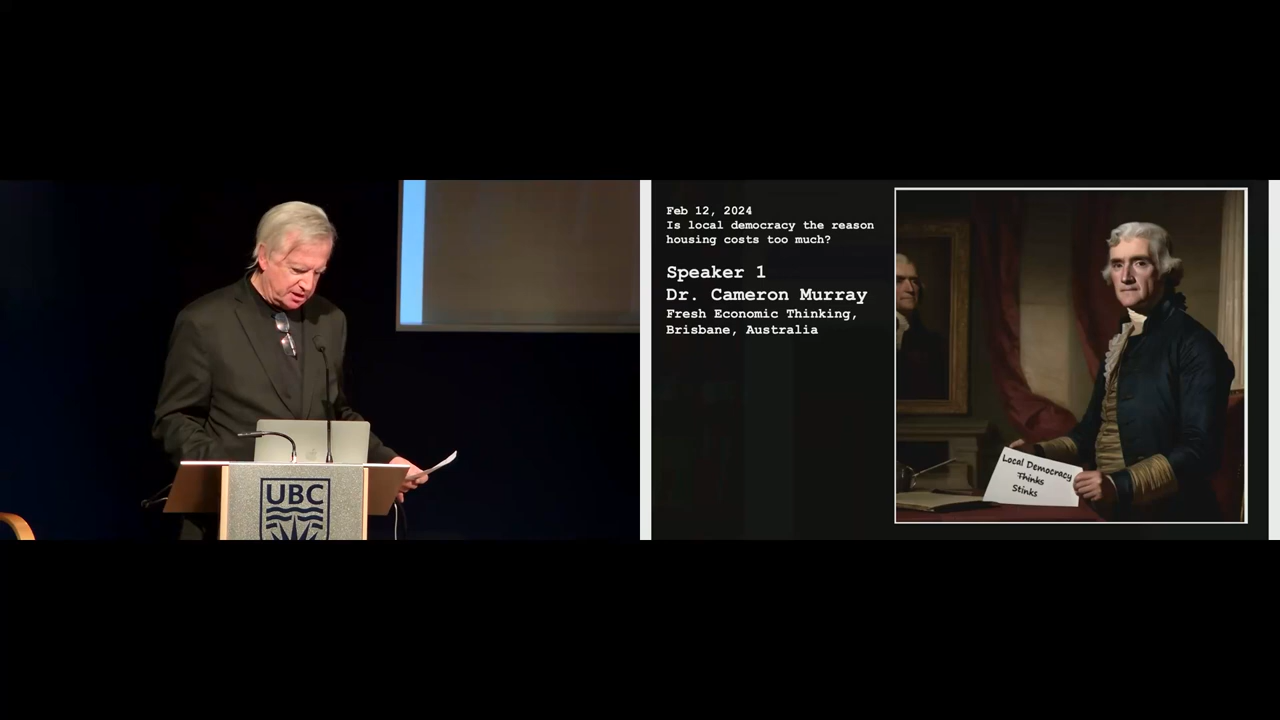 UBC
Feb 12, 2024
Is local democracy the reason
housing costs too much?
Speaker 1
Dr. Cameron Murray
Fresh Economic Thinking,
Brisbane, Australia
Local Democracy
Thinks
Stinks